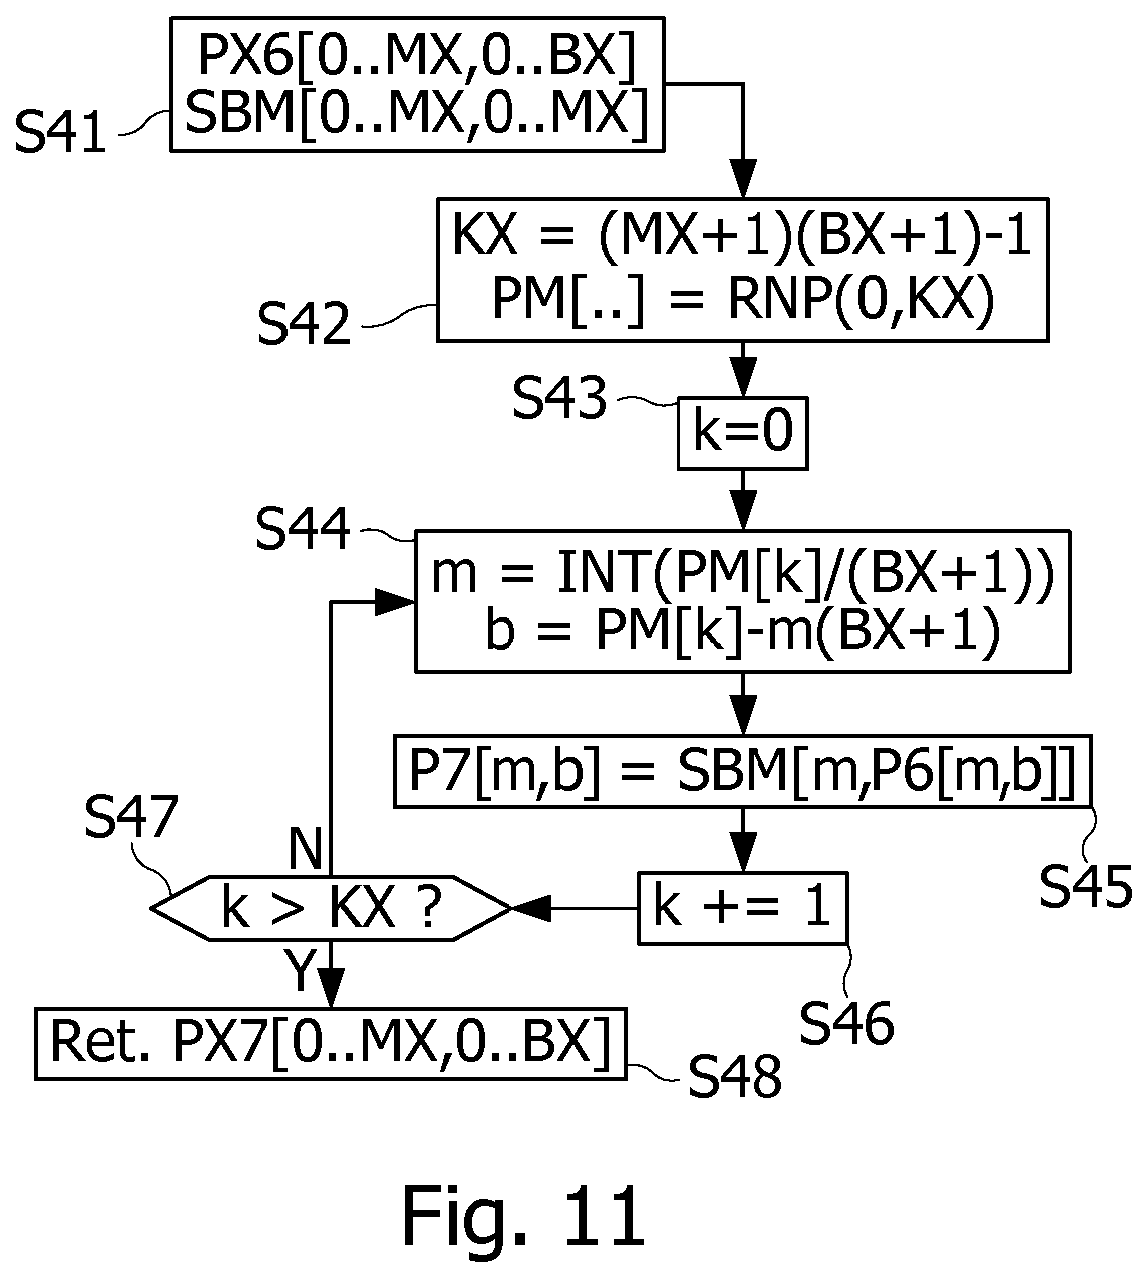 PX6[0..MX,0..BX]
SBM[0..MX,0..MX]
S41
KX = (MX+1)(BX+1)-1
PM[..] = RNP(0,KX)
S42
S43
k=0
S44
m = INT(PM[k]/(BX+1))
b = PM[k]-m(BX+1)
P7[m,b] = SBM[m,P6[m,b]]
S45
S47
N
k > KX ?
k += 1
Y
S46
Ret. PX7[0..MX,0..BX]
S48
Fig. 11